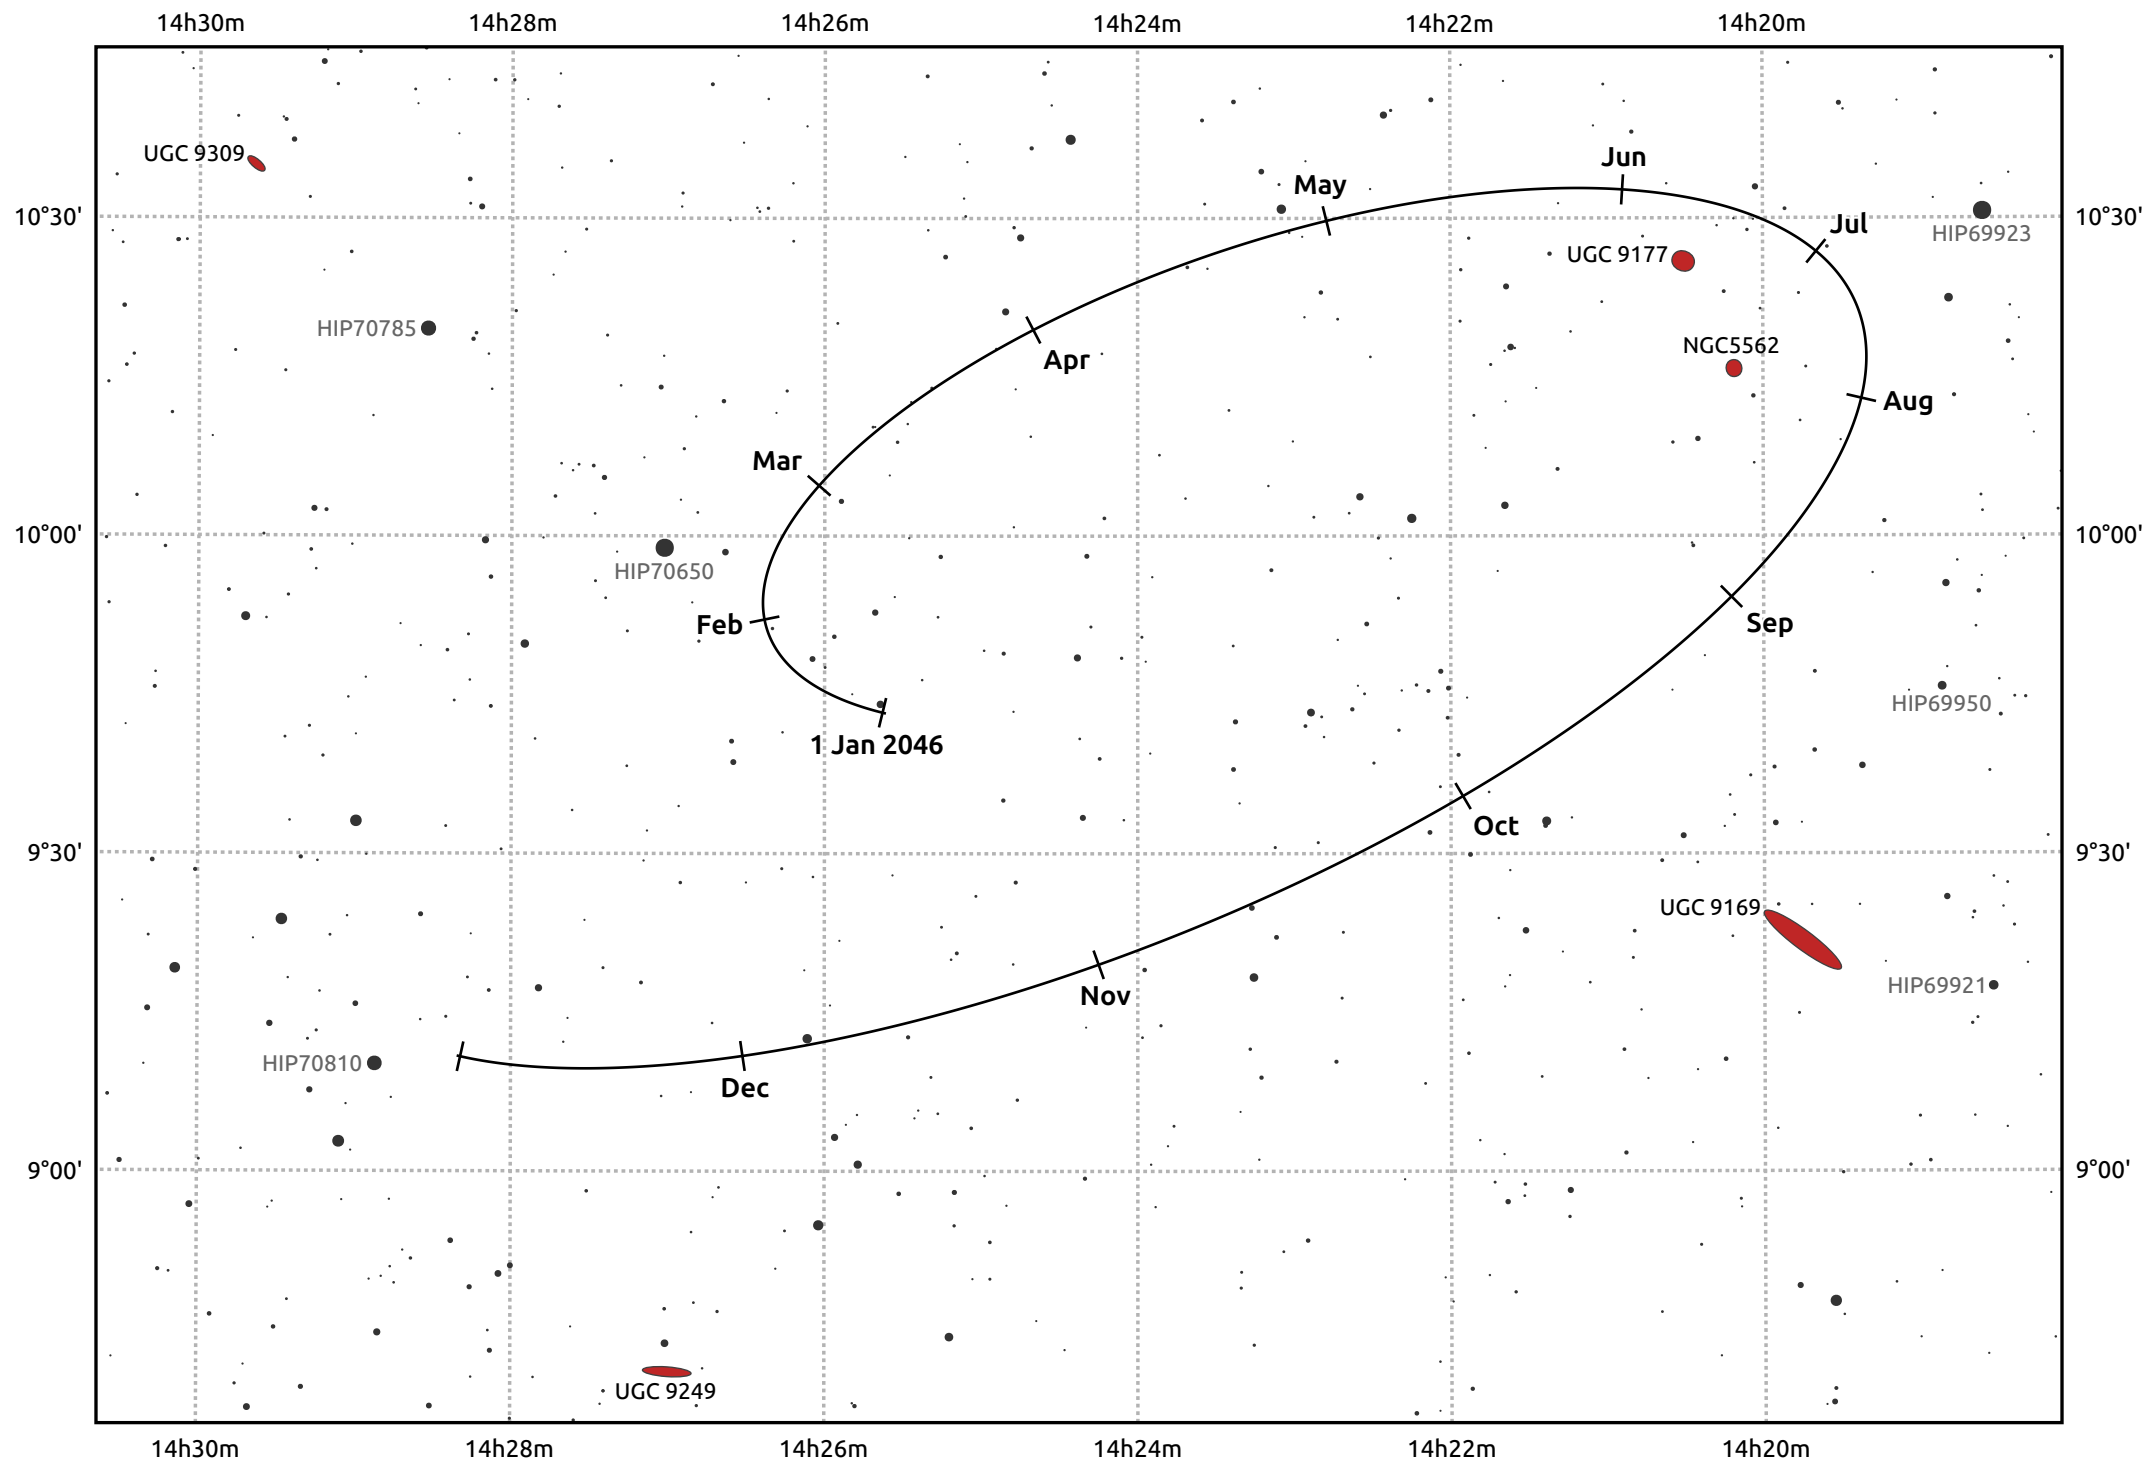 14h30m 14h28m 14h26m 14h24m 14h22m 14h20m
UGC 9309
Jun
May
10°30' 10°30'
Jul
HIP69923
UGC 9177
HIP70785
NGC5562
Apr
Aug
Mar
10°00' 10°00'
HIP70650
Feb
Sep
HIP69950
1 Jan 2046
Oct
9°30' 9°30'
UGC 9169
HIP69921
Nov
HIP70810
Dec
9°00' 9°00'
UGC 9249
14h30m 14h28m 14h26m 14h24m 14h22m 14h20m